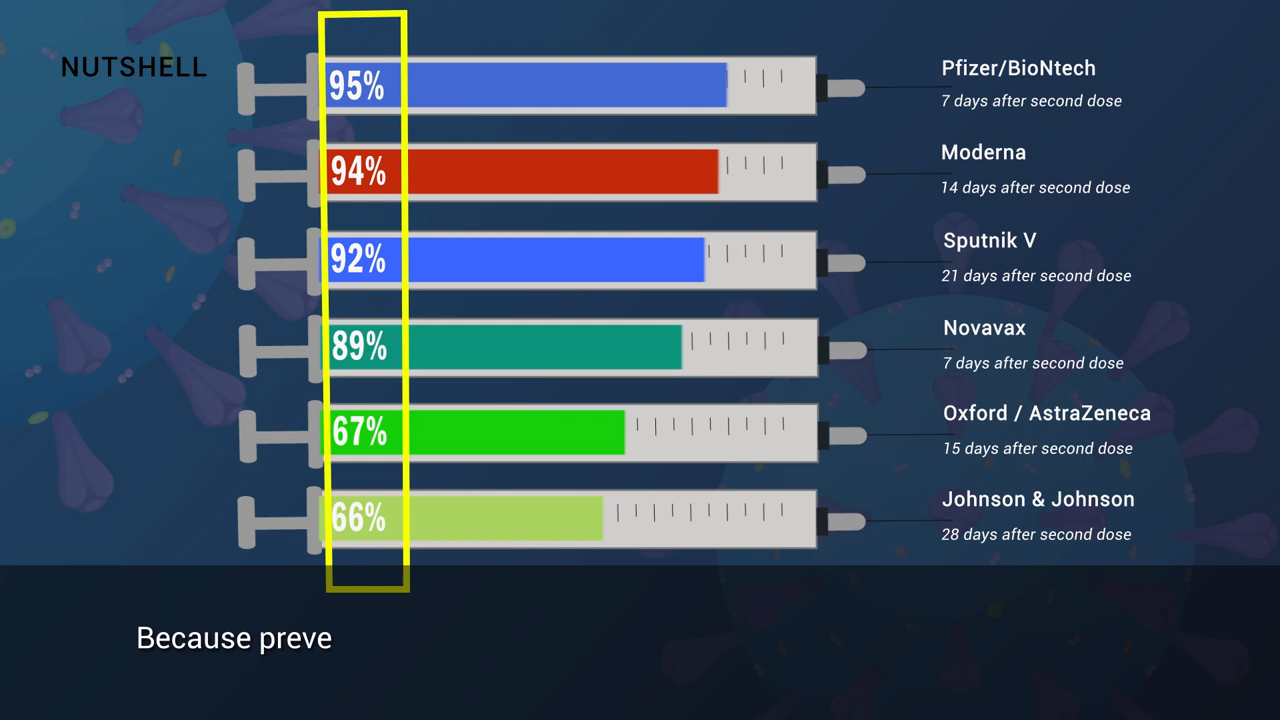 NUTSHELL
95%
Pfizer/BioNtech
7 days after second dose
94%
Moderna
14 days after second dose
92%
Sputnik V
21 days after second dose
89%
Novavax
7 days after second dose
67%
Oxford / AstraZeneca
15 days after second dose
66%
Johnson & Johnson
28 days after second dose
Because preve